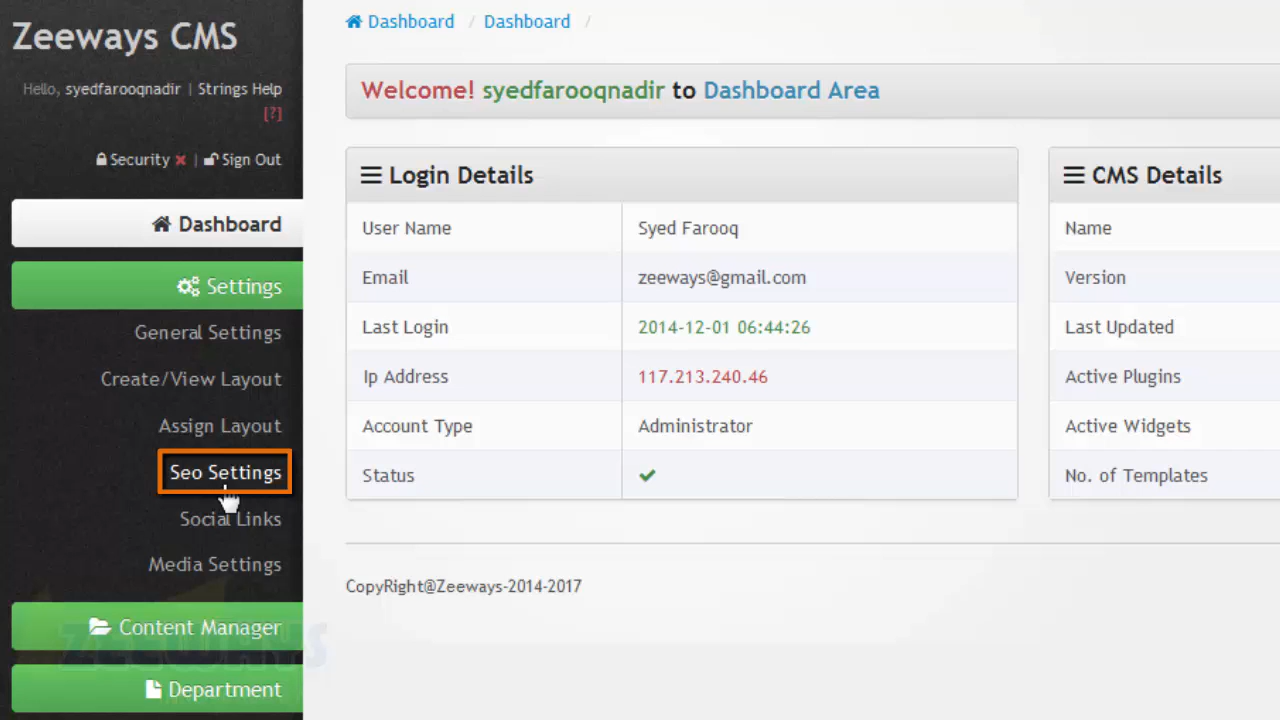 Zeeways CMS
Hello, syedfarooqnadir | Strings Help
[?]
Security | Sign Out
Dashboard
Settings
General Settings
Create/View Layout
Assign Layout
Seo Settings
Social Links
Media Settings
Content Manager
ZEEWAYS
Department
Dashboard / Dashboard /
Welcome! syedfarooqnadir to Dashboard Area
Login Details
User Name Syed Farooq
Email zeeways@gmail.com
Last Login 2014-12-01 06:44:26
Ip Address 117.213.240.46
Account Type Administrator
Status
CMS Details
Name
Version
Last Updated
Active Plugins
Active Widgets
No. of Templates
CopyRight@Zeeways-2014-2017